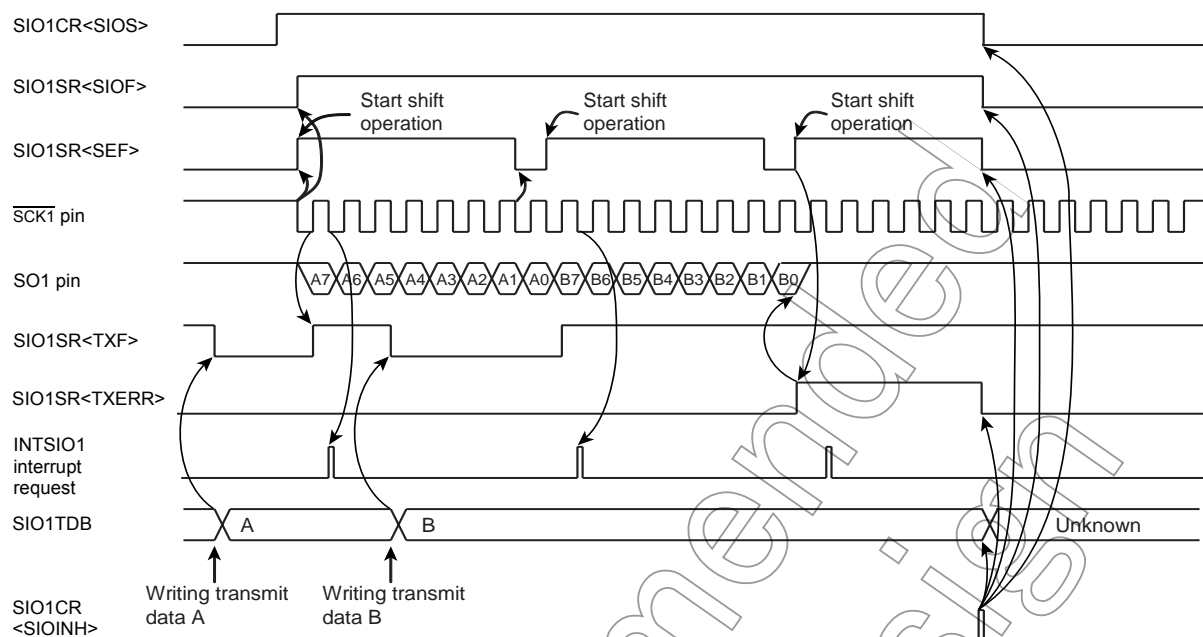 SIO1CR<SIOS>
SIO1SR<SIOF>
Start shift
operation
Start shift
operation
Start shift
operation
SIO1SR<SEF>
SCK1 pin
SO1 pin
A7 A6 A5 A4 A3 A2 A1 A0 B7 B6 B5 B4 B3 B2 B1 B0
SIO1SR<TXF>
SIO1SR<TXERR>
INTSIO1
interrupt
request
SIO1TDB
A
B
Unknown
Writing transmit
data A
Writing transmit
data B
SIO1CR
<SIOINH>
mended
sign